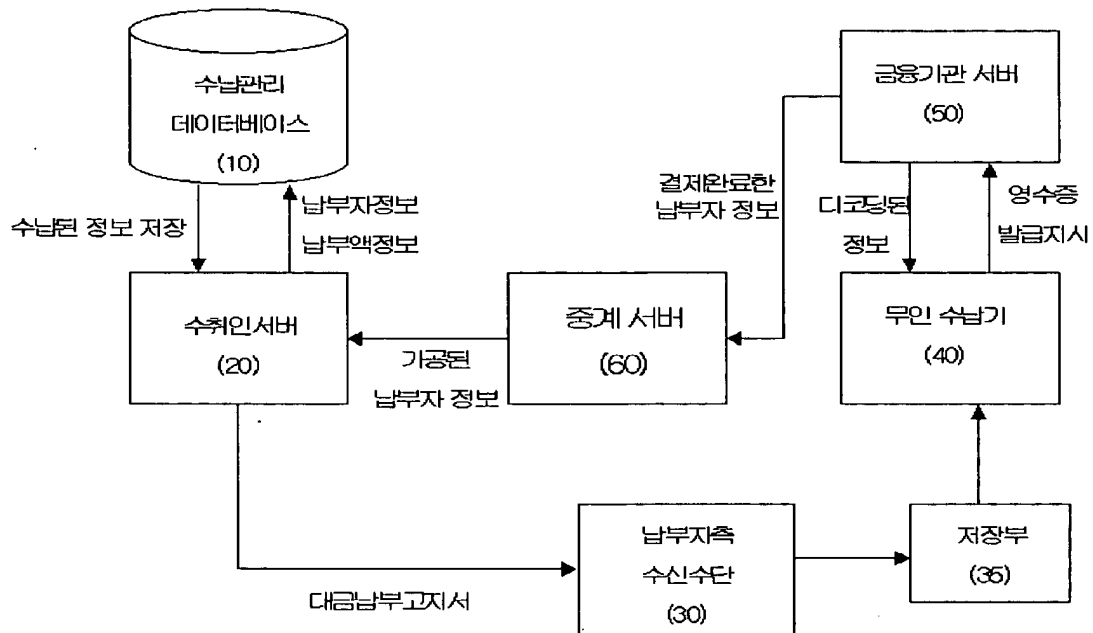 수납관리
데이터베이스
(10)
금융기관 서버
(50)
수납된 정보 저장
납부자정보
납부액정보
결제완료한
납부자 정보
디코딩된
정보
영수증
발급지시
수취인서버
(20)
중계 서버
(60)
무인 수납기
(40)
가공된
납부자 정보
대금납부고지서
납부자측
수신수단
(30)
저장부
(35)